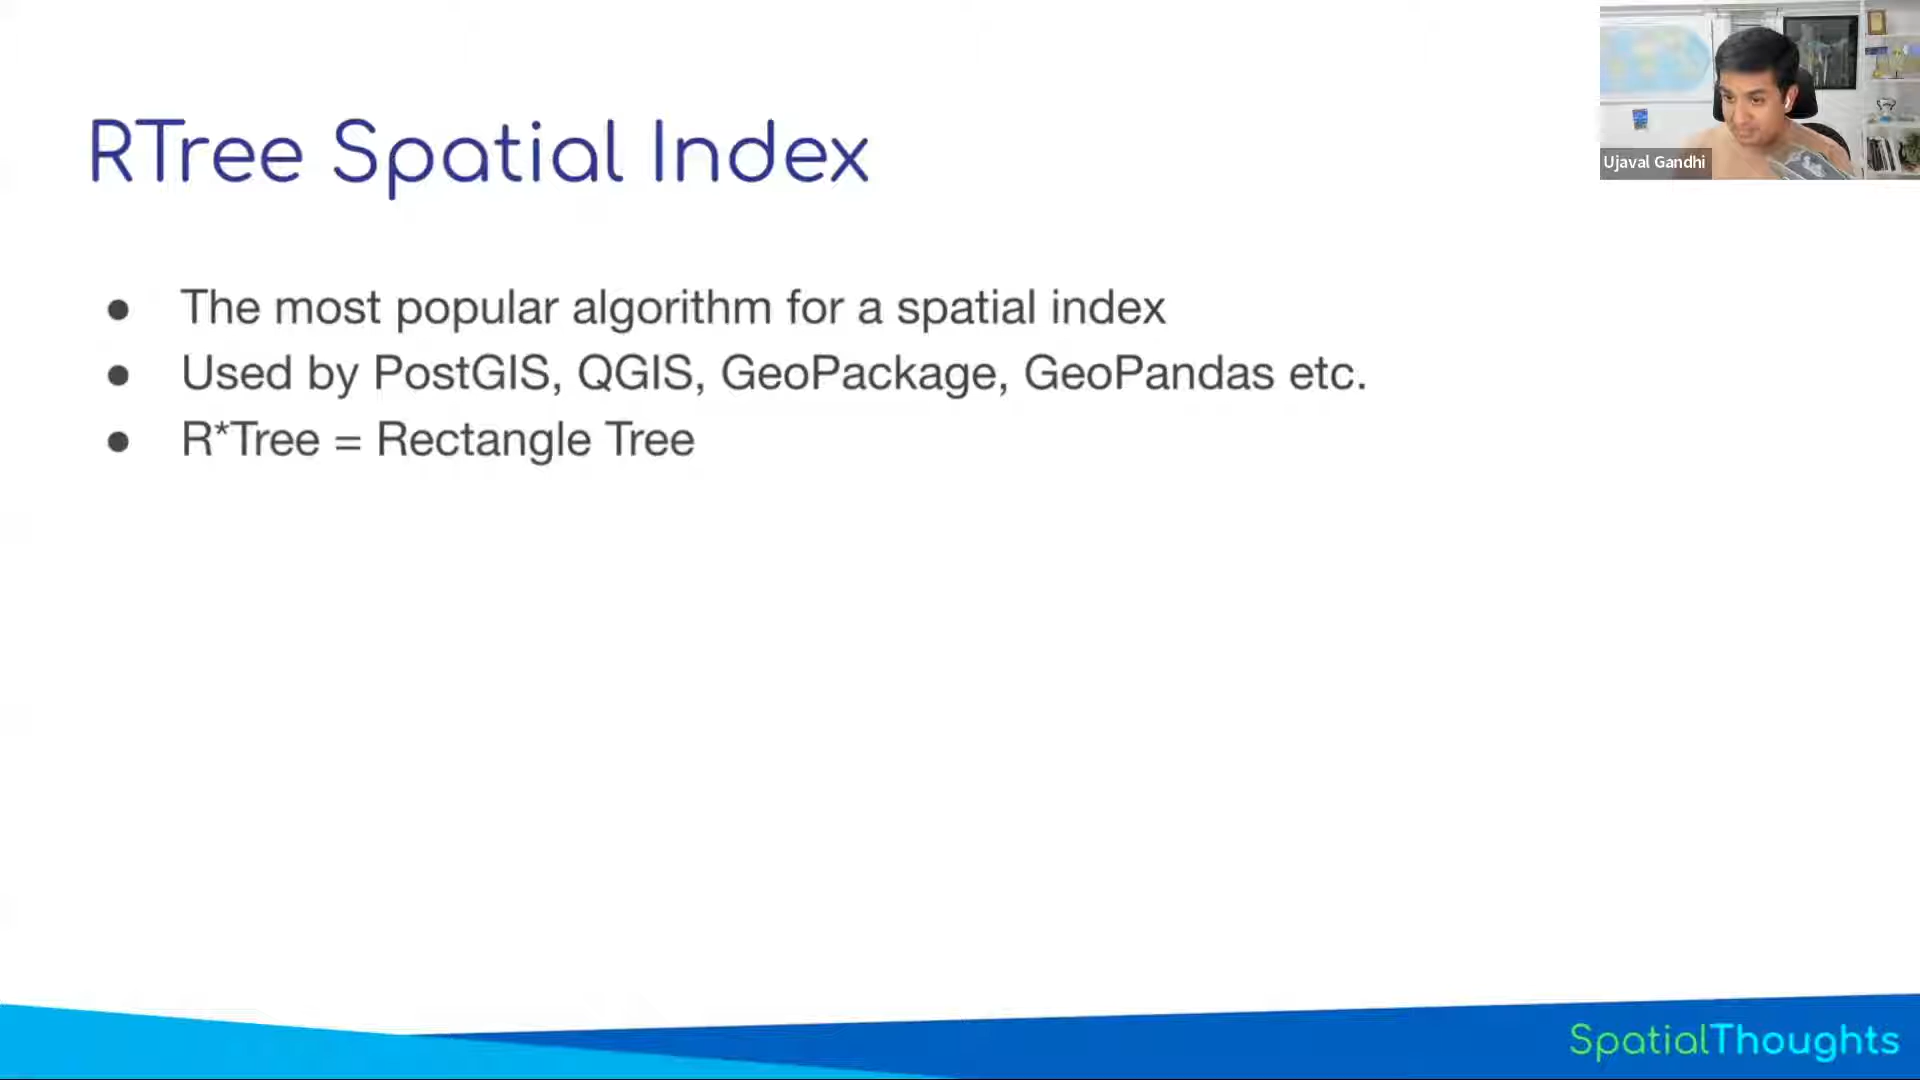 RTree Spatial Index
Ujaval Gandhi
● The most popular algorithm for a spatial index
● Used by PostGIS, QGIS, GeoPackage, GeoPandas etc.
● R*Tree = Rectangle Tree
SpatialThoughts